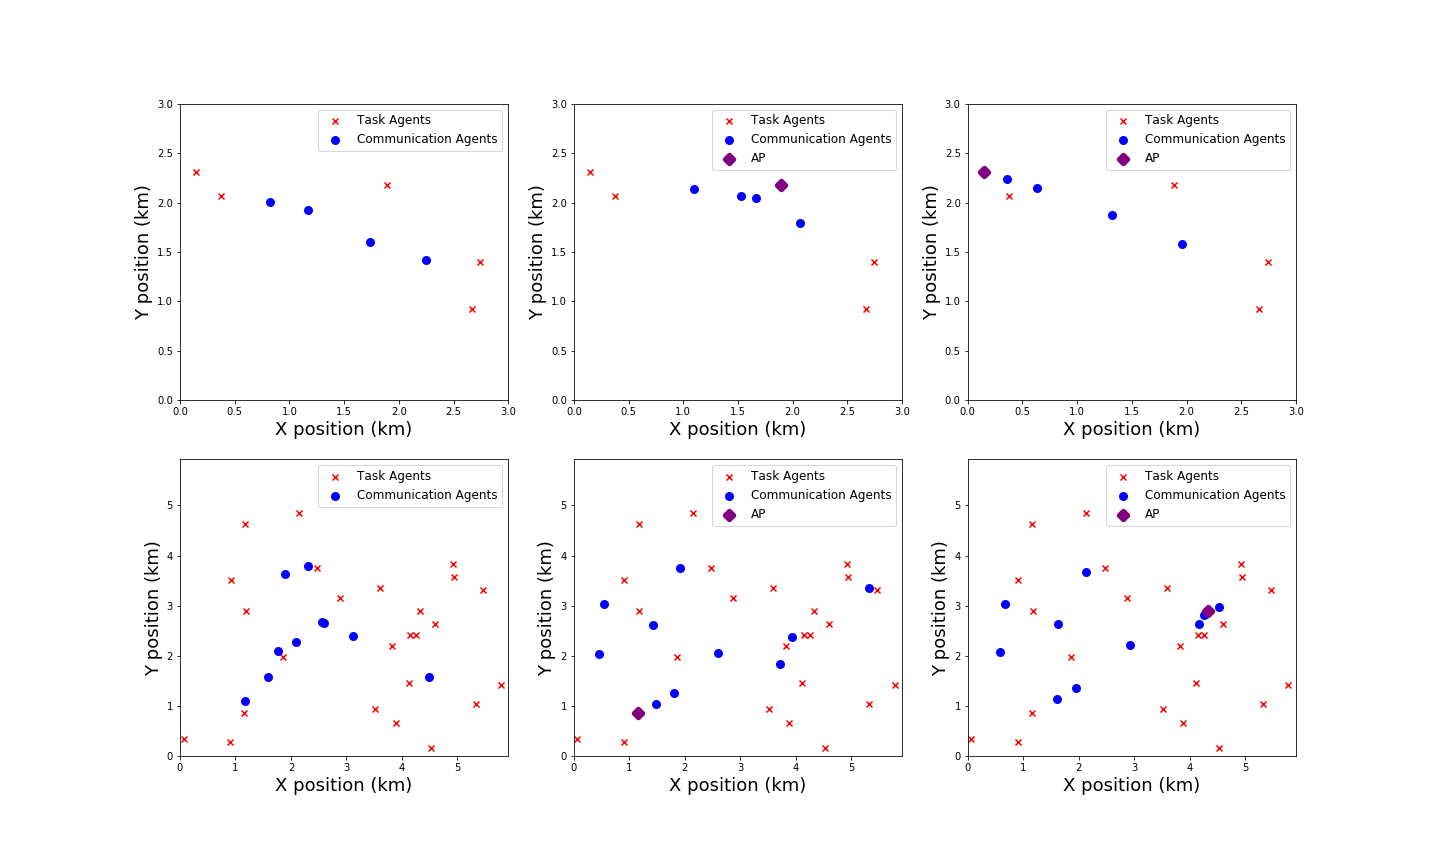 3.0
2.5
2.0
1.5
1.0
0.5
0.0
0.0 0.5 1.0 1.5 2.0 2.5 3.0
Y position (km)
X position (km)
Task Agents
Communication Agents
3.0
2.5
2.0
1.5
1.0
0.5
0.0
0.0 0.5 1.0 1.5 2.0 2.5 3.0
Y position (km)
X position (km)
Task Agents
Communication Agents
AP
3.0
2.5
2.0
1.5
1.0
0.5
0.0
0.0 0.5 1.0 1.5 2.0 2.5 3.0
Y position (km)
X position (km)
Task Agents
Communication Agents
AP
5
4
3
2
1
0
0 1 2 3 4 5
Y position (km)
X position (km)
Task Agents
Communication Agents
5
4
3
2
1
0
0 1 2 3 4 5
Y position (km)
X position (km)
Task Agents
Communication Agents
AP
5
4
3
2
1
0
0 1 2 3 4 5
Y position (km)
X position (km)
Task Agents
Communication Agents
AP